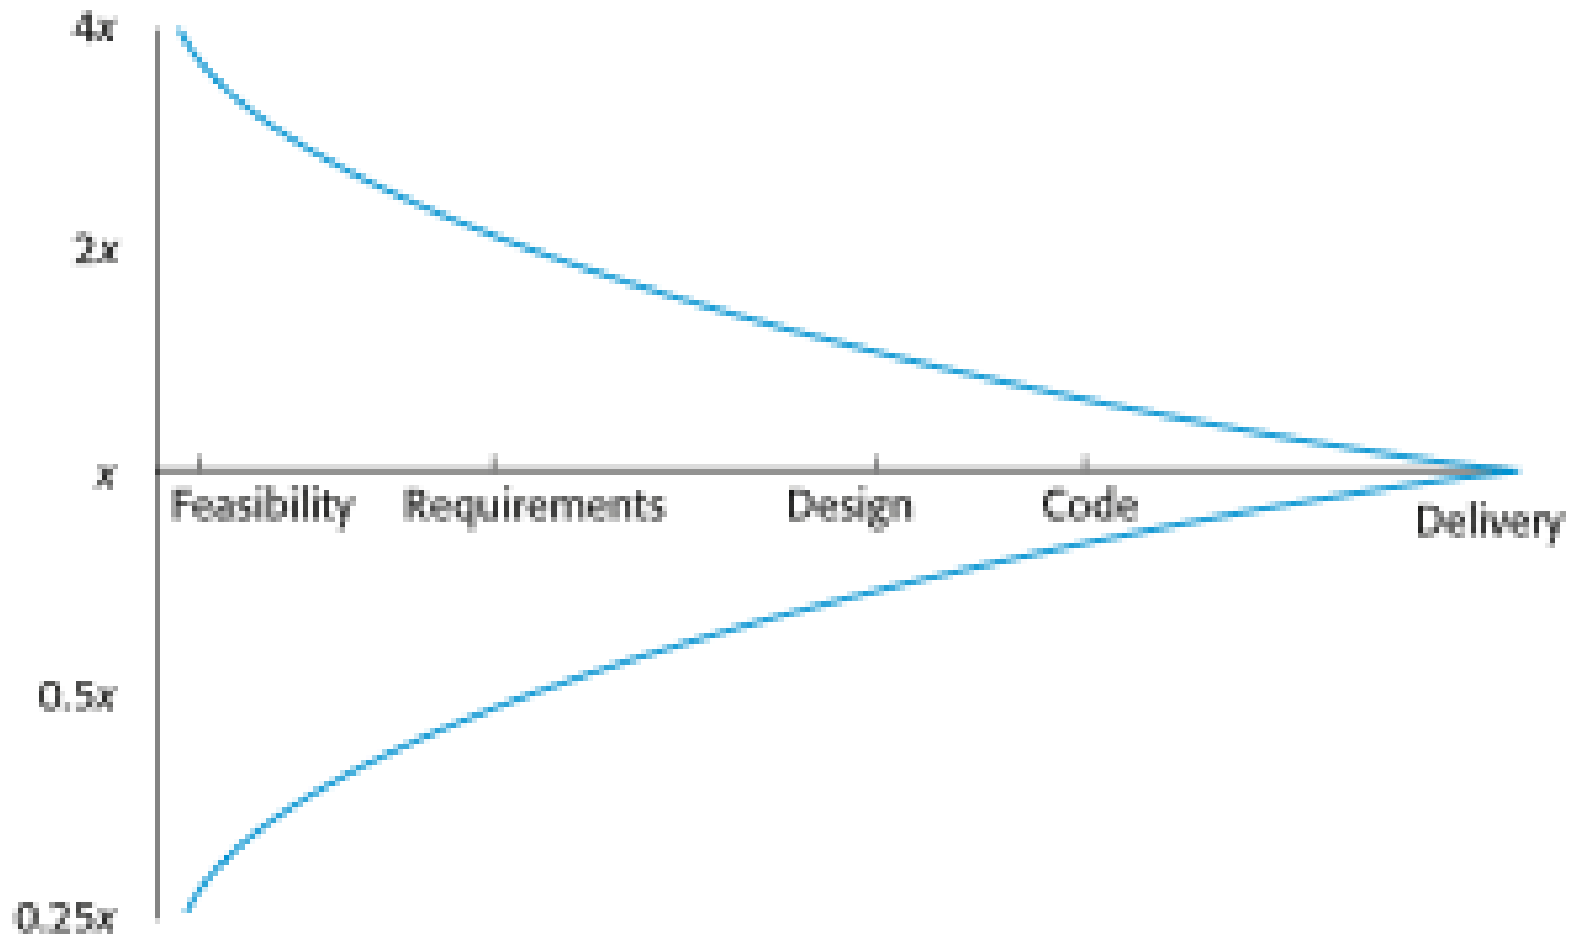 4x
2x
x
Feasibility Requirements Design Code Delivery
0.5x
0.25x